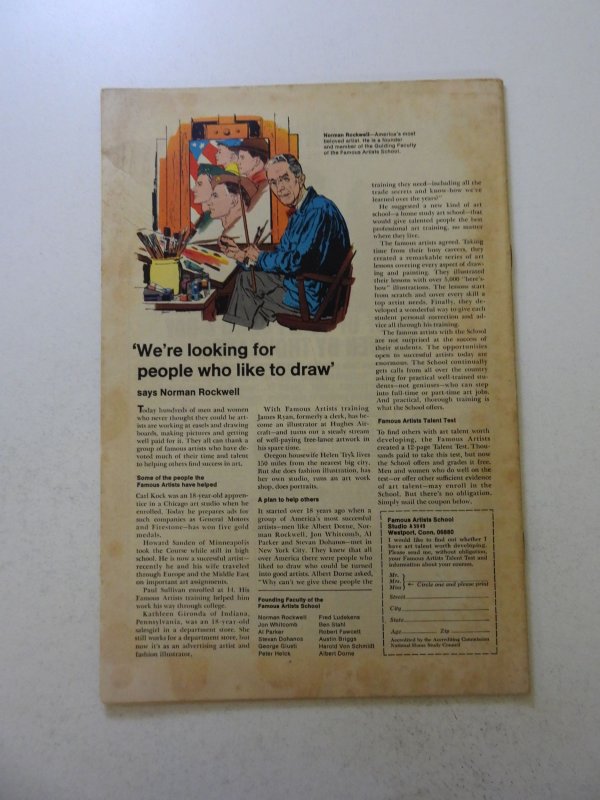 Norman Rockwell—America's most
beloved artist. He is a founder
and member of the Guiding Faculty
of the Famous Artists School.
'We're looking for
people who like to draw'
says Norman Rockwell
Today hundreds of men and women
who never thought they could be art-
ists are working at easels and drawing
boards, making pictures and getting
well paid for it. They all can thank a
group of famous artists who have de-
voted much of their time and talent
to helping others find success in art.
Some of the people the
Famous Artists have helped
Carl Kock was an 18-year-old appren-
tice in a Chicago art studio when he
enrolled. Today he prepares ads for
such companies as General Motors
and Firestone—has won five gold
medals.
Howard Sanden of Minneapolis
took the Course while still in high
school. He is now a successful artist—
recently he and his wife traveled
through Europe and the Middle East
on important art assignments.
Paul Sullivan enrolled at 14. His
Famous Artists training helped him
work his way through college.
Kathleen Gironda of Indiana,
Pennsylvania, was an 18-year-old
salesgirl in a department store. She
still works for a department store, but
now it's as an advertising artist and
fashion illustrator.
With Famous Artists training
James Ryan, formerly a clerk, has be-
come an illustrator at Hughes Air-
craft—and turns out a steady stream
of well-paying free-lance artwork in
his spare time.
Oregon housewife Helen Tryk lives
150 miles from the nearest big city.
But she does fashion illustration, has
her own studio, runs an art work
shop, does portraits.
A plan to help others
It started over 18 years ago when a
group of America's most successful
artists—men like Albert Dorne, Nor-
man Rockwell, Jon Whitcomb, Al
Parker and Stevan Dohanos—met in
New York City. They knew that all
over America there were people who
liked to draw who could be turned
into good artists. Albert Dorne asked,
"Why can't we give these people the
Founding Faculty of the
Famous Artists School
Norman Rockwell
Jon Whitcomb
Al Parker
Stevan Dohanos
George Giusti
Peter Helck
Fred Ludekens
Ben Stahl
Robert Fawcett
Austin Briggs
Harold Von Schmidt
Albert Dorne
training they need—including all the
trade secrets and know-how we've
learned over the years?"
He suggested a new kind of art
school—a home study art school—that
would give talented people the best
professional art training, no matter
where they live.
The famous artists agreed. Taking
time from their busy careers, they
created a remarkable series of art
lessons covering every aspect of draw-
ing and painting. They illustrated
their lessons with over 5,000 "here's-
how" illustrations. The lessons start
from scratch and cover every skill a
top artist needs. Finally, they de-
veloped a wonderful way to give each
student personal correction and ad-
vice all through his training.
The famous artists with the School
are not surprised at the success of
their students. The opportunities
open to successful artists today are
enormous. The School continually
gets calls from all over the country
asking for practical well-trained stu-
dents—not geniuses—who can step
into full-time or part-time art jobs.
And practical, thorough training is
what the School offers.
Famous Artists Talent Test
To find others with art talent worth
developing, the Famous Artists
created a 12-page Talent Test. Thou-
sands paid to take this test, but now
the School offers and grades it free.
Men and women who do well on the
test—or offer other sufficient evidence
of art talent—may enroll in the
School. But there's no obligation.
Simply mail the coupon below.
Famous Artists School
Studio
Westport, Conn. 06880
I would like to find out whether I
have art talent worth developing.
Please send me, without obligation,
your Famous Artists Talent Test and
information about your courses.
Mr.
Mrs.
Miss
Circle one and please print
Street
City
State
Age Zip
Accredited by the Accrediting Commission
National Home Study Council